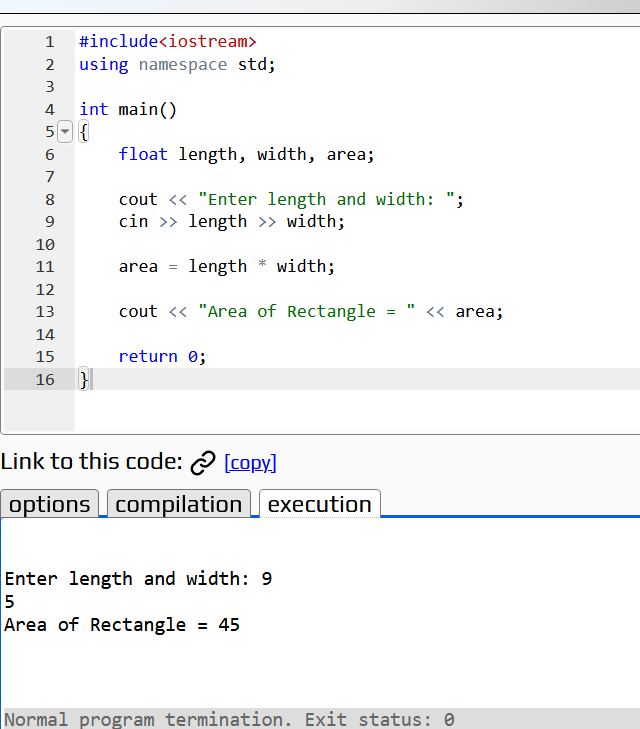 1 #include<iostream>
2 using namespace std;
3
4 int main()
5 {
6     float length, width, area;
7
8     cout << "Enter length and width: ";
9     cin >> length >> width;
10
11     area = length * width;
12
13     cout << "Area of Rectangle = " << area;
14
15     return 0;
16 }
Link to this code: [copy]
options compilation execution
Enter length and width: 9
5
Area of Rectangle = 45
Normal program termination. Exit status: 0